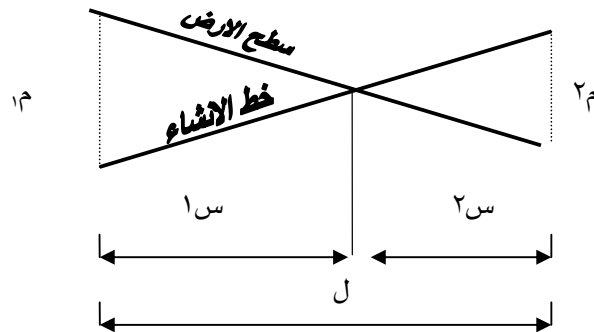 سطح الارض
م١
م٢
خط الانشاء
س١
س٢
ل